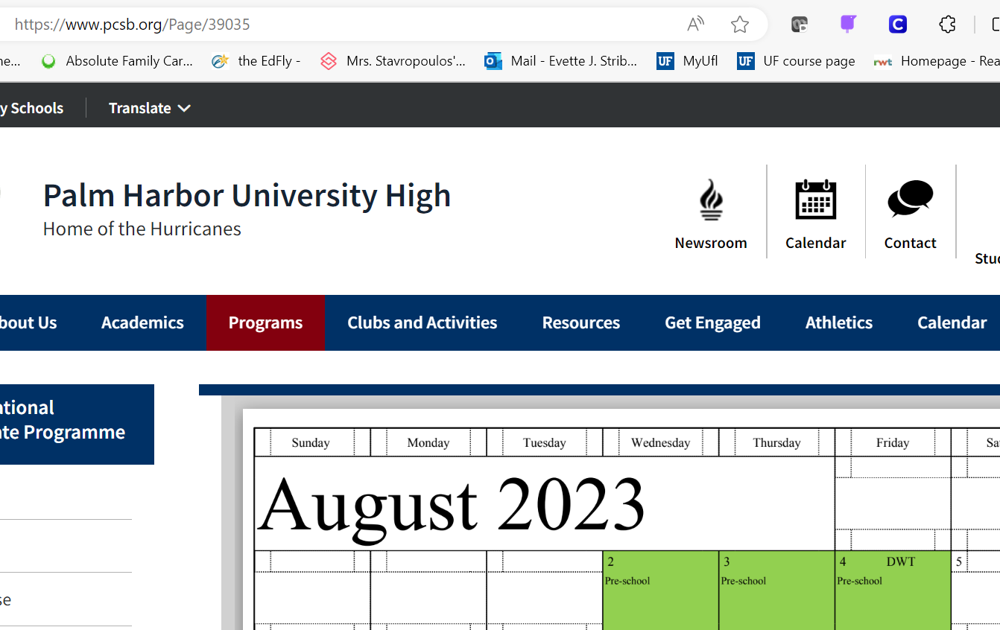 https://www.pcsb.org/Page/39035
ne... Absolute Family Car... the EdFly - Mrs. Stavropoulos'... Mail - Evette J. Strib... MyUfl UF course page Homepage - Rea
y Schools Translate
Palm Harbor University High
Home of the Hurricanes
Newsroom Calendar Contact
Stud
bout Us Academics Programs Clubs and Activities Resources Get Engaged Athletics Calendar
ational
te Programme
Sunday Monday Tuesday Wednesday Thursday Friday Sa
August 2023
2 3 4 DWT 5
Pre-school Pre-school Pre-school
se